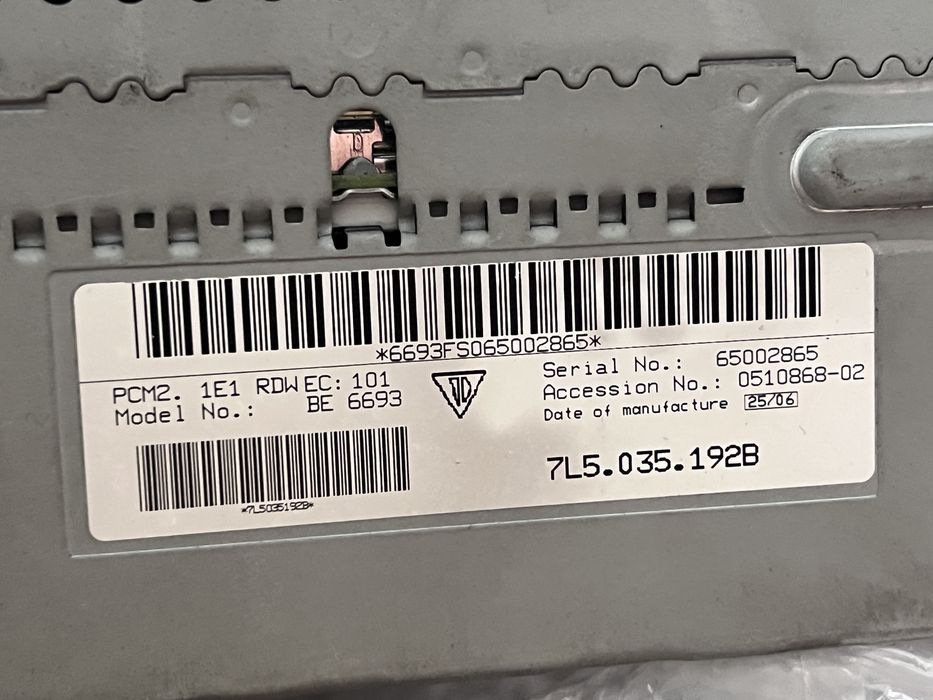 *6693FS065002865*
PCM2. 1E1 RDW EC: 101
Model No.: BE 6693
Serial No.: 65002865
Accession No.: 0510868-02
Date of manufacture 25/06
*7L5035192B*
7L5.035.192B